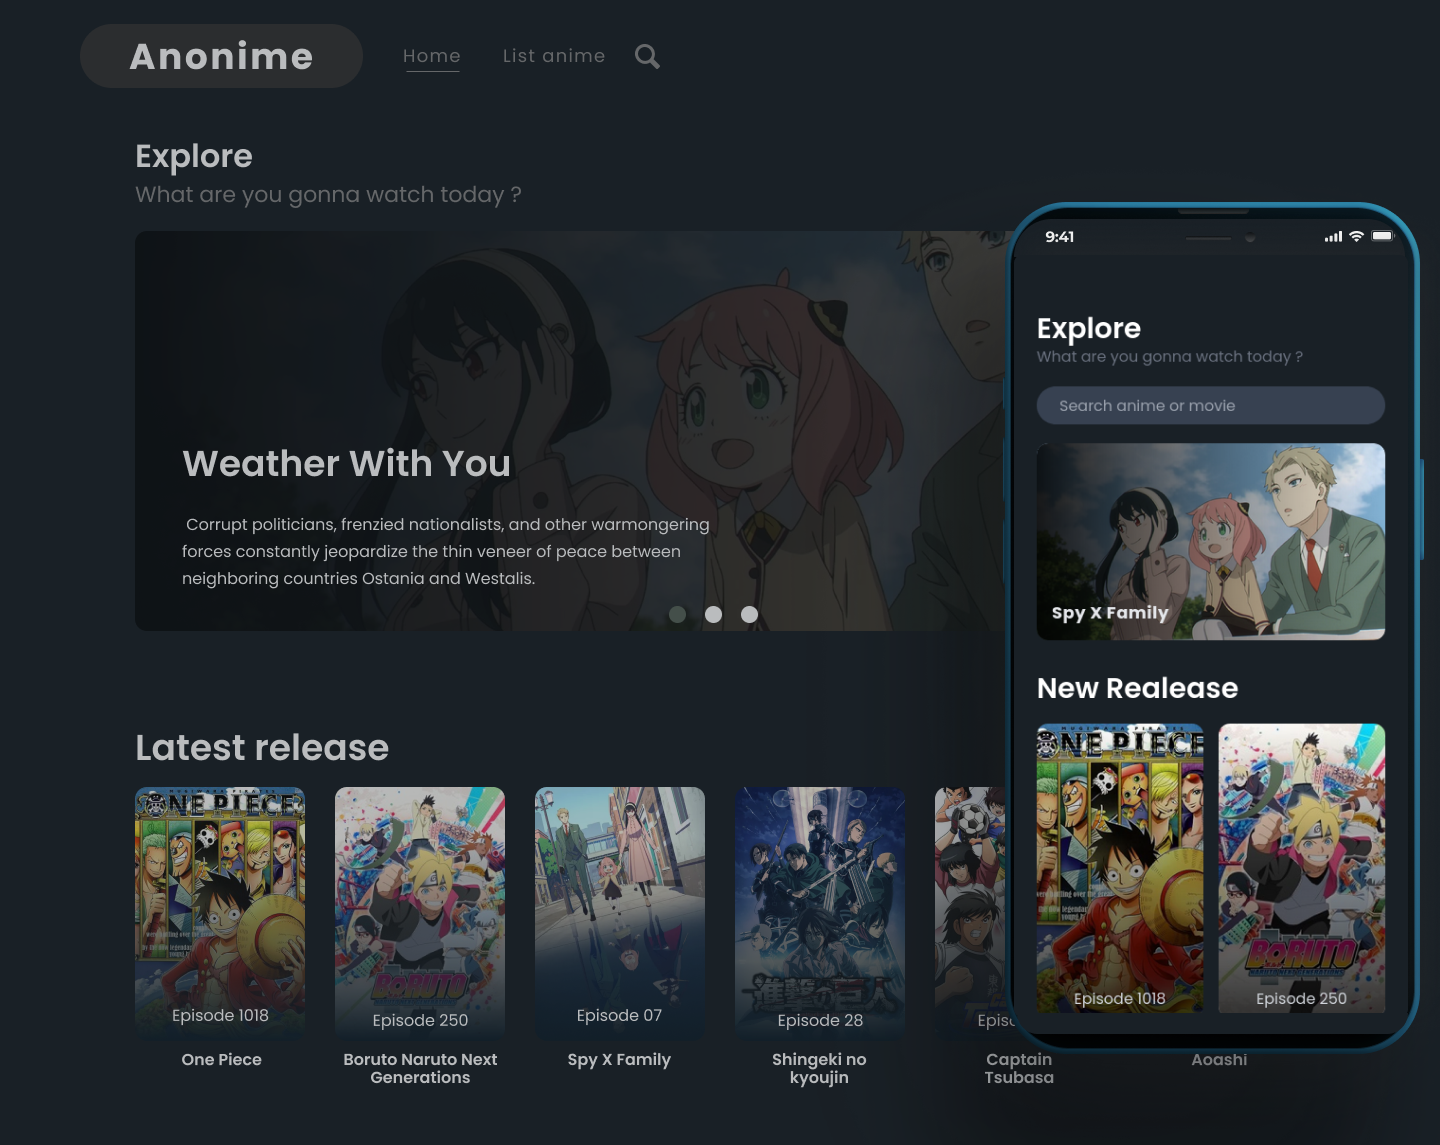 Anonime
Home
List anime
Explore
What are you gonna watch today ?
Weather With You
Corrupt politicians, frenzied nationalists, and other warmongering
forces constantly jeopardize the thin veneer of peace between
neighboring countries Ostania and Westalis.
Latest release
ONE PIECE
BORUTO
進撃の巨人
Episode 1018
Episode 250
Episode 07
Episode 28
One Piece
Boruto Naruto Next
Generations
Spy X Family
Shingeki no
kyoujin
Captain
Tsubasa
Aoashi
9:41
Explore
What are you gonna watch today ?
Search anime or movie
Spy X Family
New Realease
ONE PIECE
BORUTO
Episode 1018
Episode 250